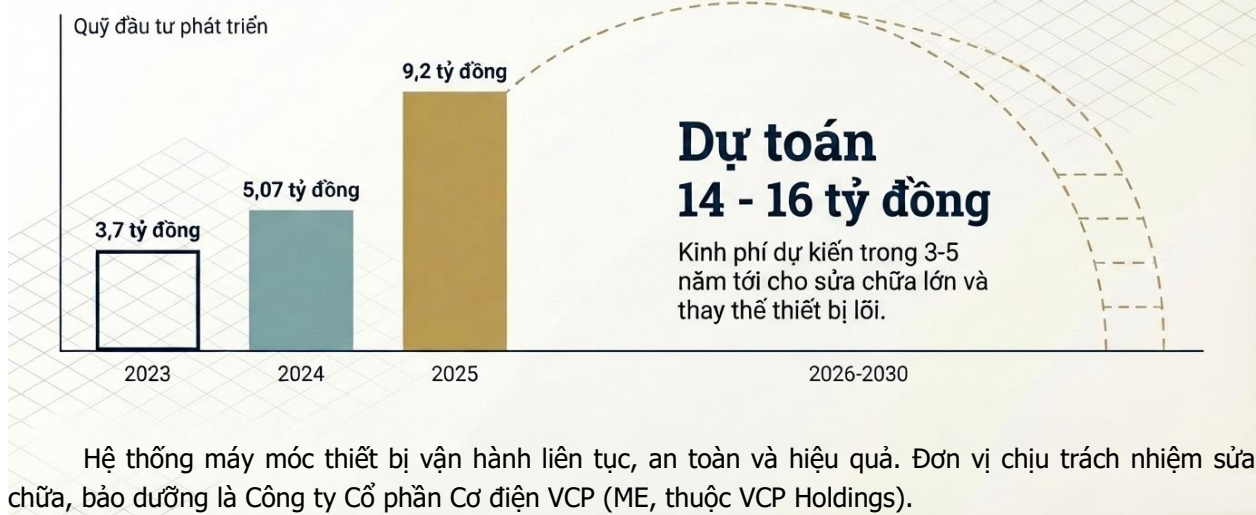 Quỹ đầu tư phát triển
9,2 tỷ đồng
5,07 tỷ đồng
3,7 tỷ đồng
Dự toán
14 - 16 tỷ đồng
Kinh phí dự kiến trong 3-5
năm tới cho sửa chữa lớn và
thay thế thiết bị lõi.
2023
2024
2025
2026-2030
Hệ thống máy móc thiết bị vận hành liên tục, an toàn và hiệu quả. Đơn vị chịu trách nhiệm sửa
chữa, bảo dưỡng là Công ty Cổ phần Cơ điện VCP (ME, thuộc VCP Holdings).